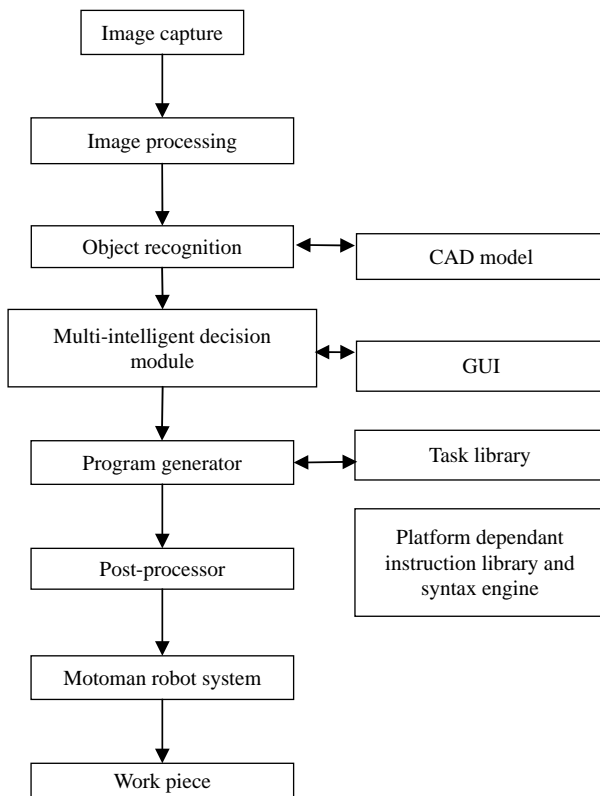 Image capture
Image processing
Object recognition
CAD model
Multi-intelligent decision
module
GUI
Program generator
Task library
Platform dependant
instruction library and
syntax engine
Post-processor
Motoman robot system
Work piece